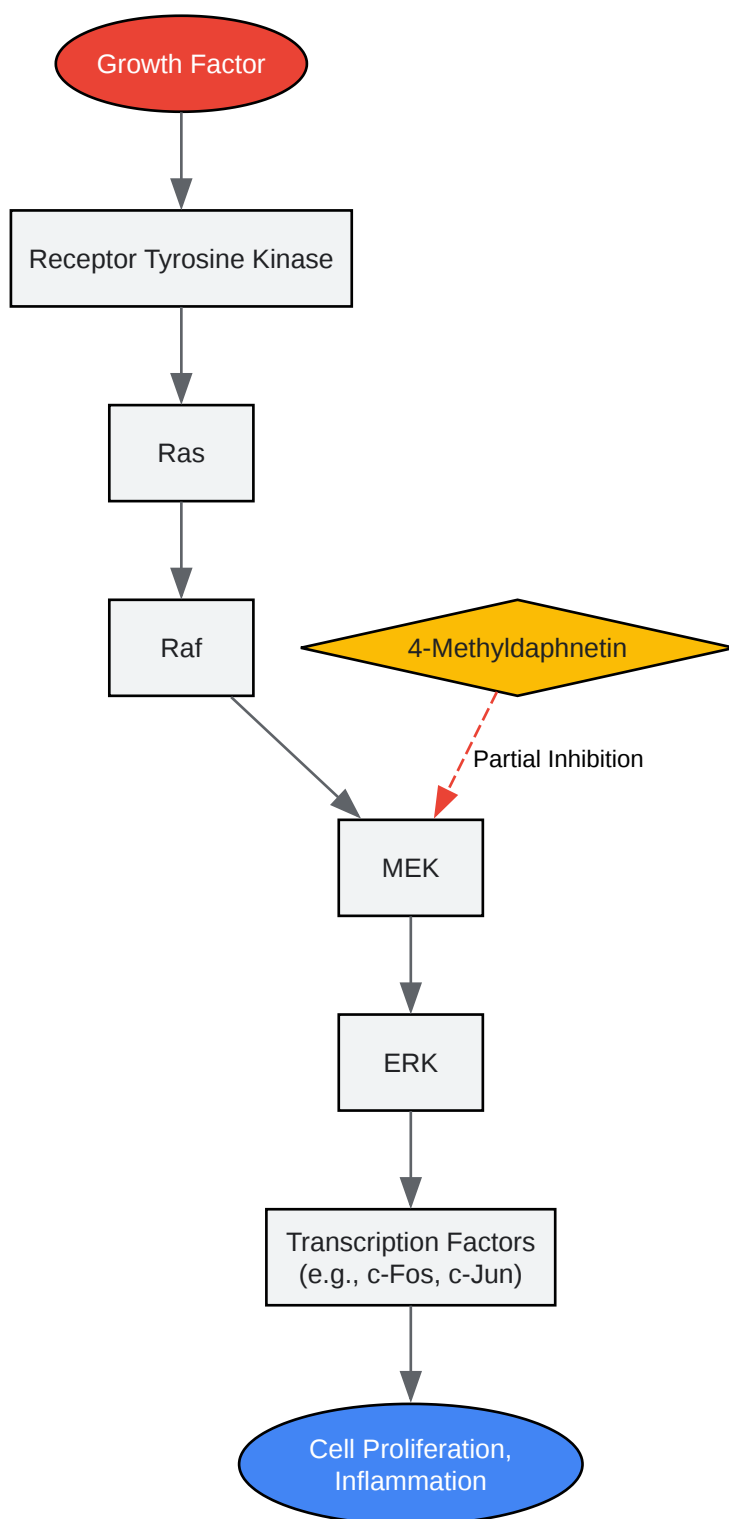 Growth Factor
Receptor Tyrosine Kinase
Ras
Raf
4-Methyldaphnetin
Partial Inhibition
MEK
ERK
Transcription Factors
(e.g., c-Fos, c-Jun)
Cell Proliferation,
Inflammation